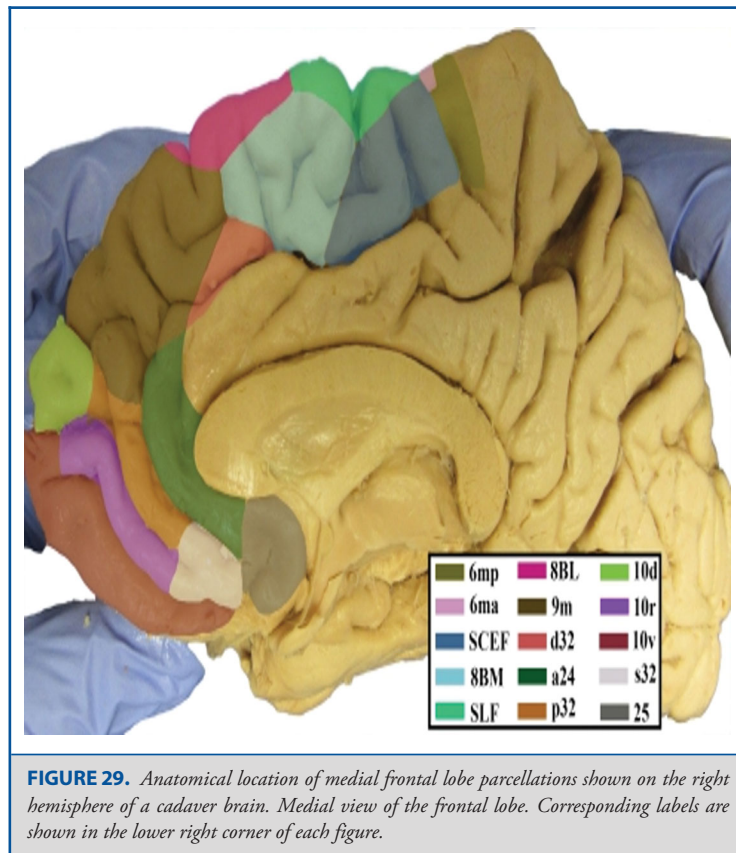 6mp 8BL 10d
6ma 9m 10r
SCEF d32 10v
8BM a24 s32
SLF p32 25
FIGURE 29. Anatomical location of medial frontal lobe parcellations shown on the right
hemisphere of a cadaver brain. Medial view of the frontal lobe. Corresponding labels are
shown in the lower right corner of each figure.